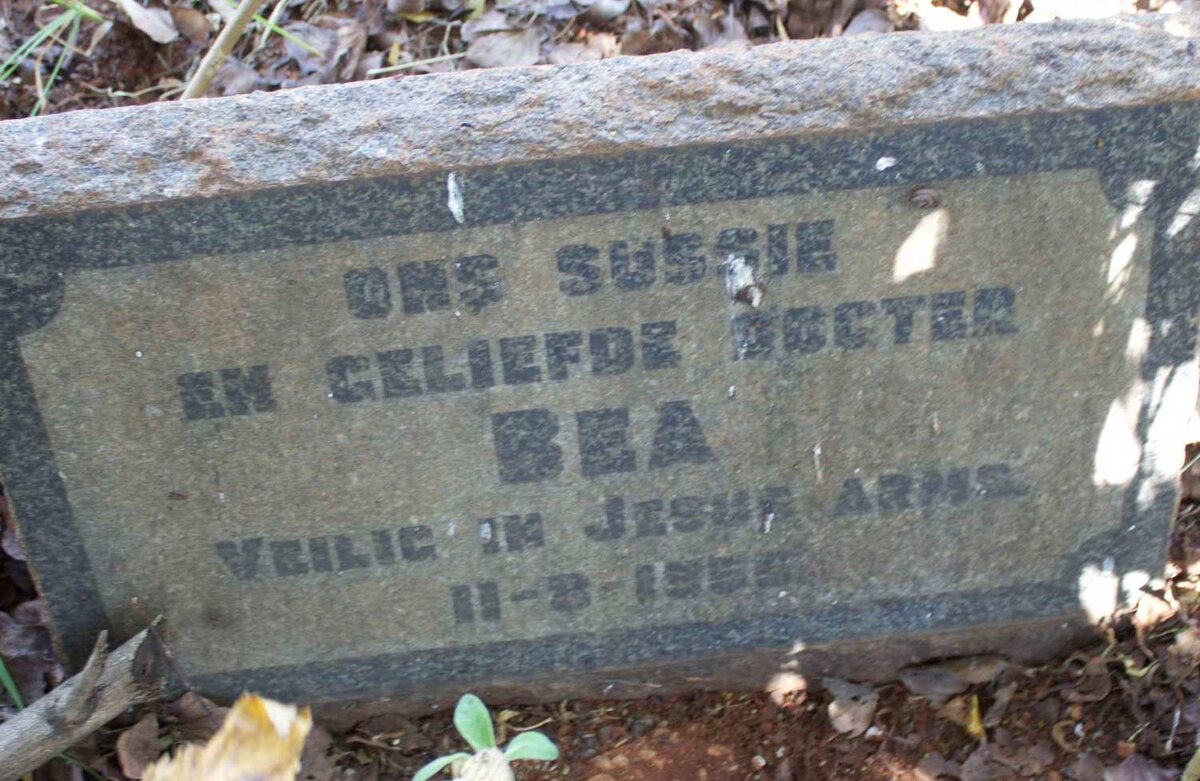 ONS SUSSIE
EN GELIEFDE DOGTER
BEA
VEILIG IN JESUS ARMS